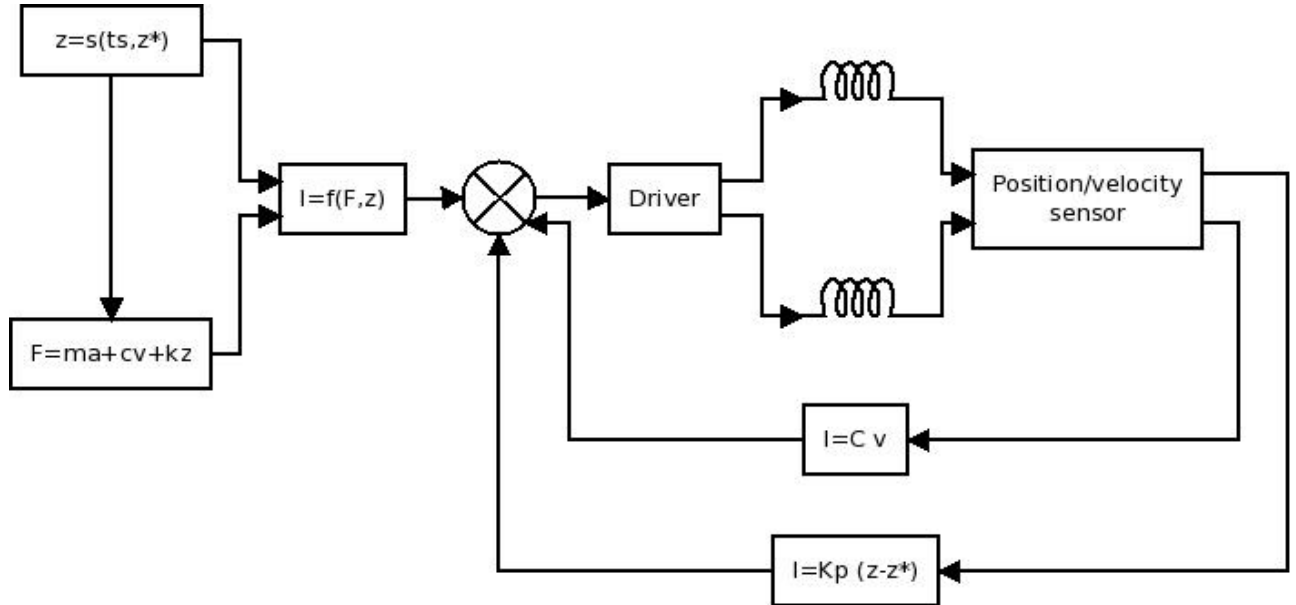 z=s(ts,z*)
I=f(F,z)
Driver
Position/velocity
sensor
F=ma+cv+kz
I=C v
I=Kp (z-z*)